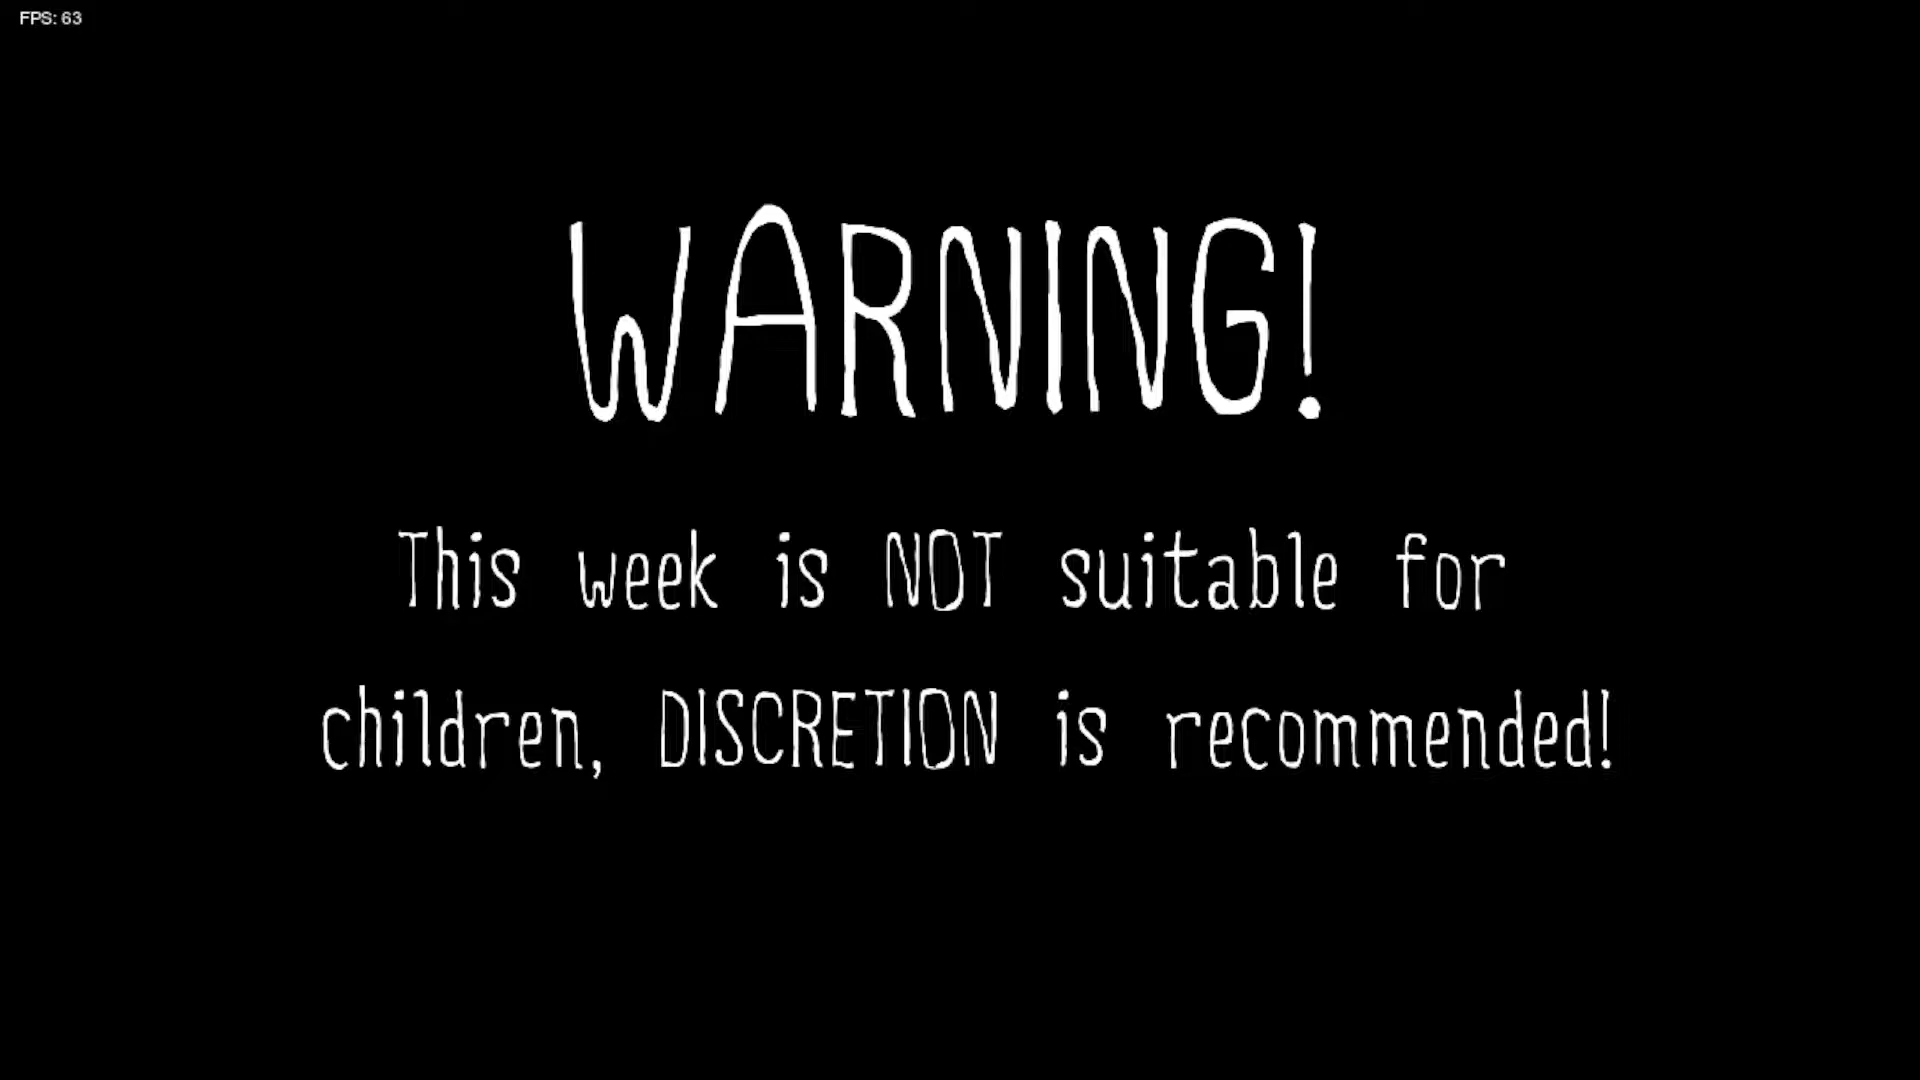 FPS: 63
WARNING!
This week is NOT suitable for
children, DISCRETION is recommended!